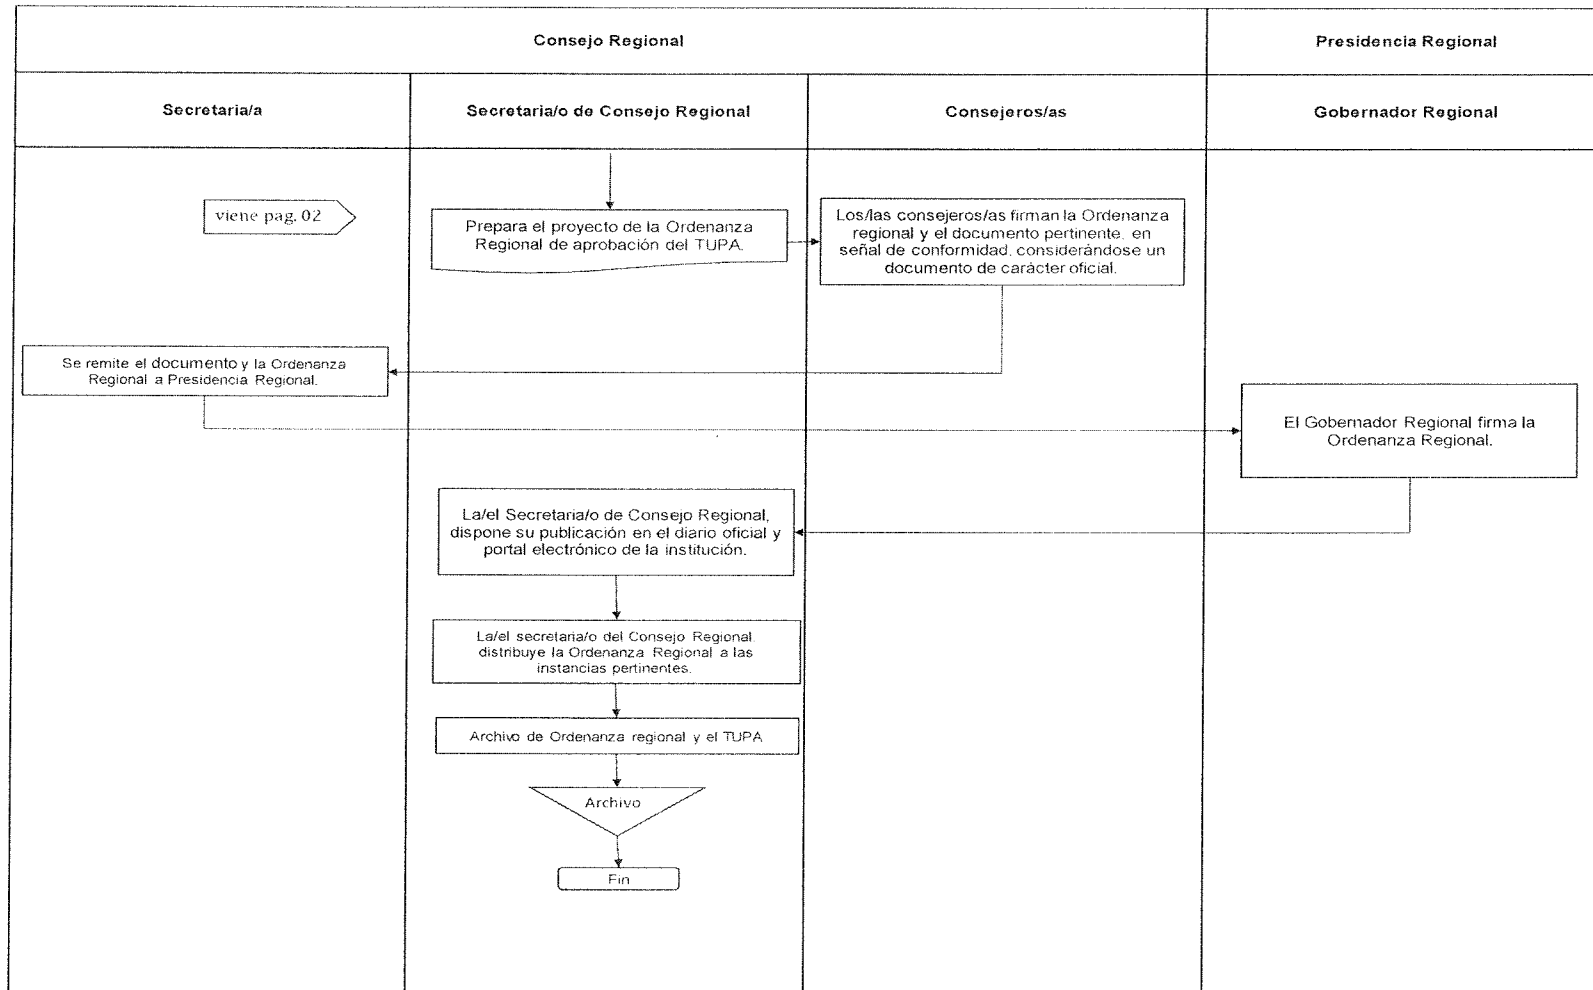 Consejo Regional
Presidencia Regional
Secretaria/a
Secretaria/o de Consejo Regional
Consejeros/as
Gobernador Regional
viene pag. 02
Prepara el proyecto de la Ordenanza
Regional de aprobación del TUPA.
Los/las consejeros/as firman la Ordenanza
regional y el documento pertinente, en
señal de conformidad, considerándose un
documento de carácter oficial.
Se remite el documento y la Ordenanza
Regional a Presidencia Regional.
El Gobernador Regional firma la
Ordenanza Regional.
La/el Secretaria/o de Consejo Regional,
dispone su publicación en el diario oficial y
portal electrónico de la institución.
La/el secretaria/o del Consejo Regional,
distribuye la Ordenanza Regional a las
instancias pertinentes.
Archivo de Ordenanza regional y el TUPA
Archivo
Fin